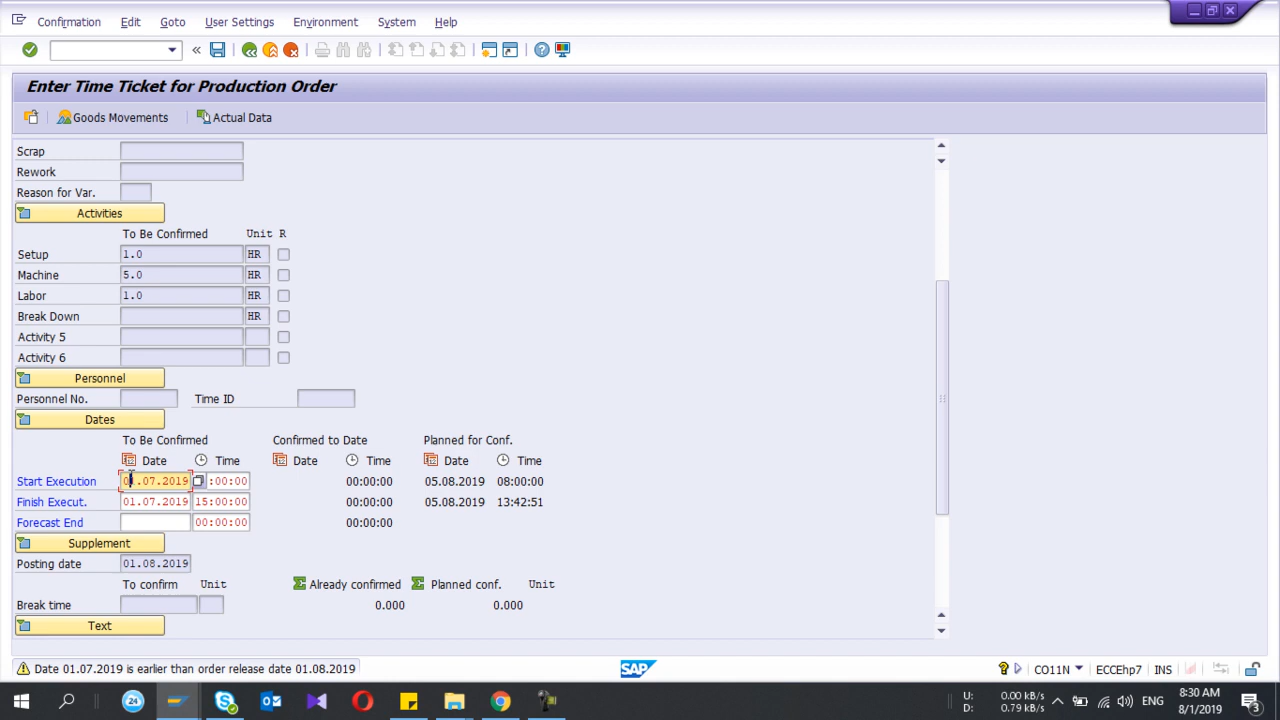 Confirmation Edit Goto User Settings Environment System Help
Enter Time Ticket for Production Order
Goods Movements Actual Data
Scrap
Rework
Reason for Var.
Activities
To Be Confirmed Unit R
Setup 1.0 HR
Machine 5.0 HR
Labor 1.0 HR
Break Down HR
Activity 5
Activity 6
Personnel
Personnel No. Time ID
Dates
To Be Confirmed Confirmed to Date Planned for Conf.
Date Time Date Time Date Time
Start Execution 01.07.2019 :00:00 00:00:00 05.08.2019 08:00:00
Finish Execut. 01.07.2019 15:00:00 00:00:00 05.08.2019 13:42:51
Forecast End 00:00:00 00:00:00
Supplement
Posting date 01.08.2019
To confirm Unit Already confirmed Planned conf. Unit
Break time 0.000 0.000
Text
Date 01.07.2019 is earlier than order release date 01.08.2019 SAP CO11N ECCEhp7 INS
24 U: 0.00 kB/s ENG 8:30 AM
D: 0.79 kB/s 8/1/2019 3